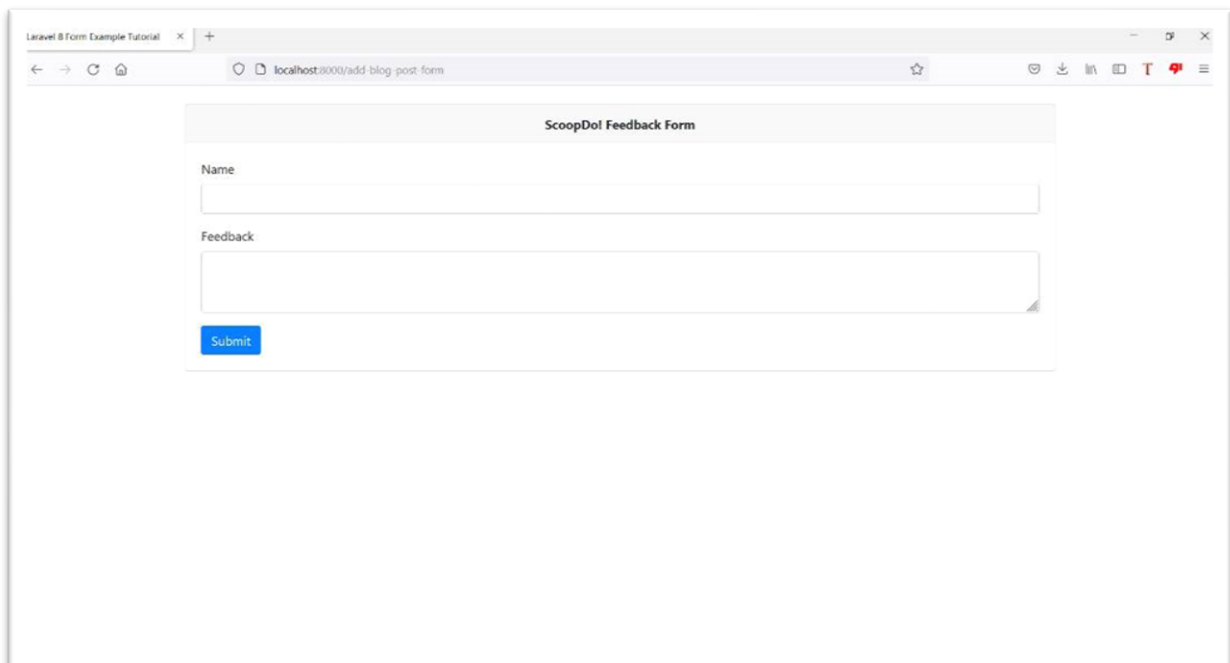 Laravel 8 Form Example Tutorial
localhost:8000/add-blog-post-form
ScoopDo! Feedback Form
Name
Feedback
Submit